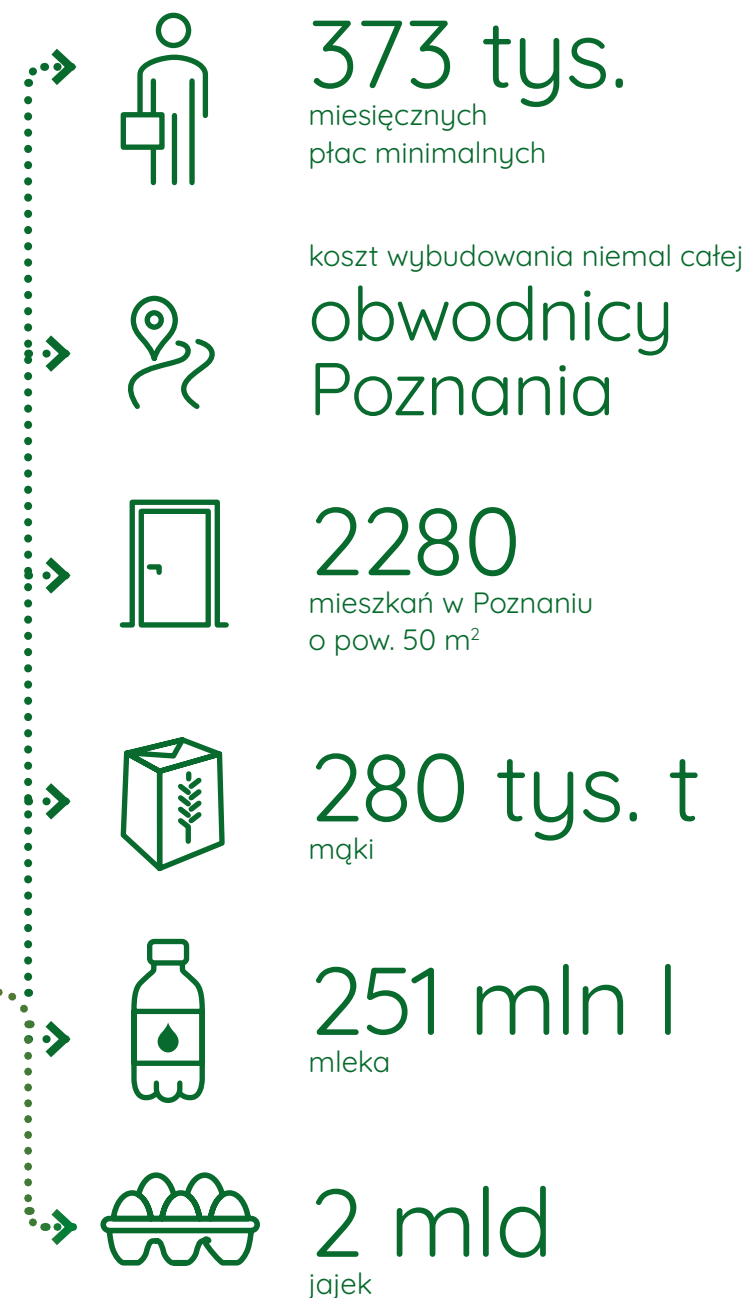 373 tys.
miesięcznych
płac minimalnych
koszt wybudowania niemal całej
obwodnicy
Poznania
2280
mieszkań w Poznaniu
o pow. 50 m²
280 tys. t
mąki
251 mln l
mleka
2 mld
jajek